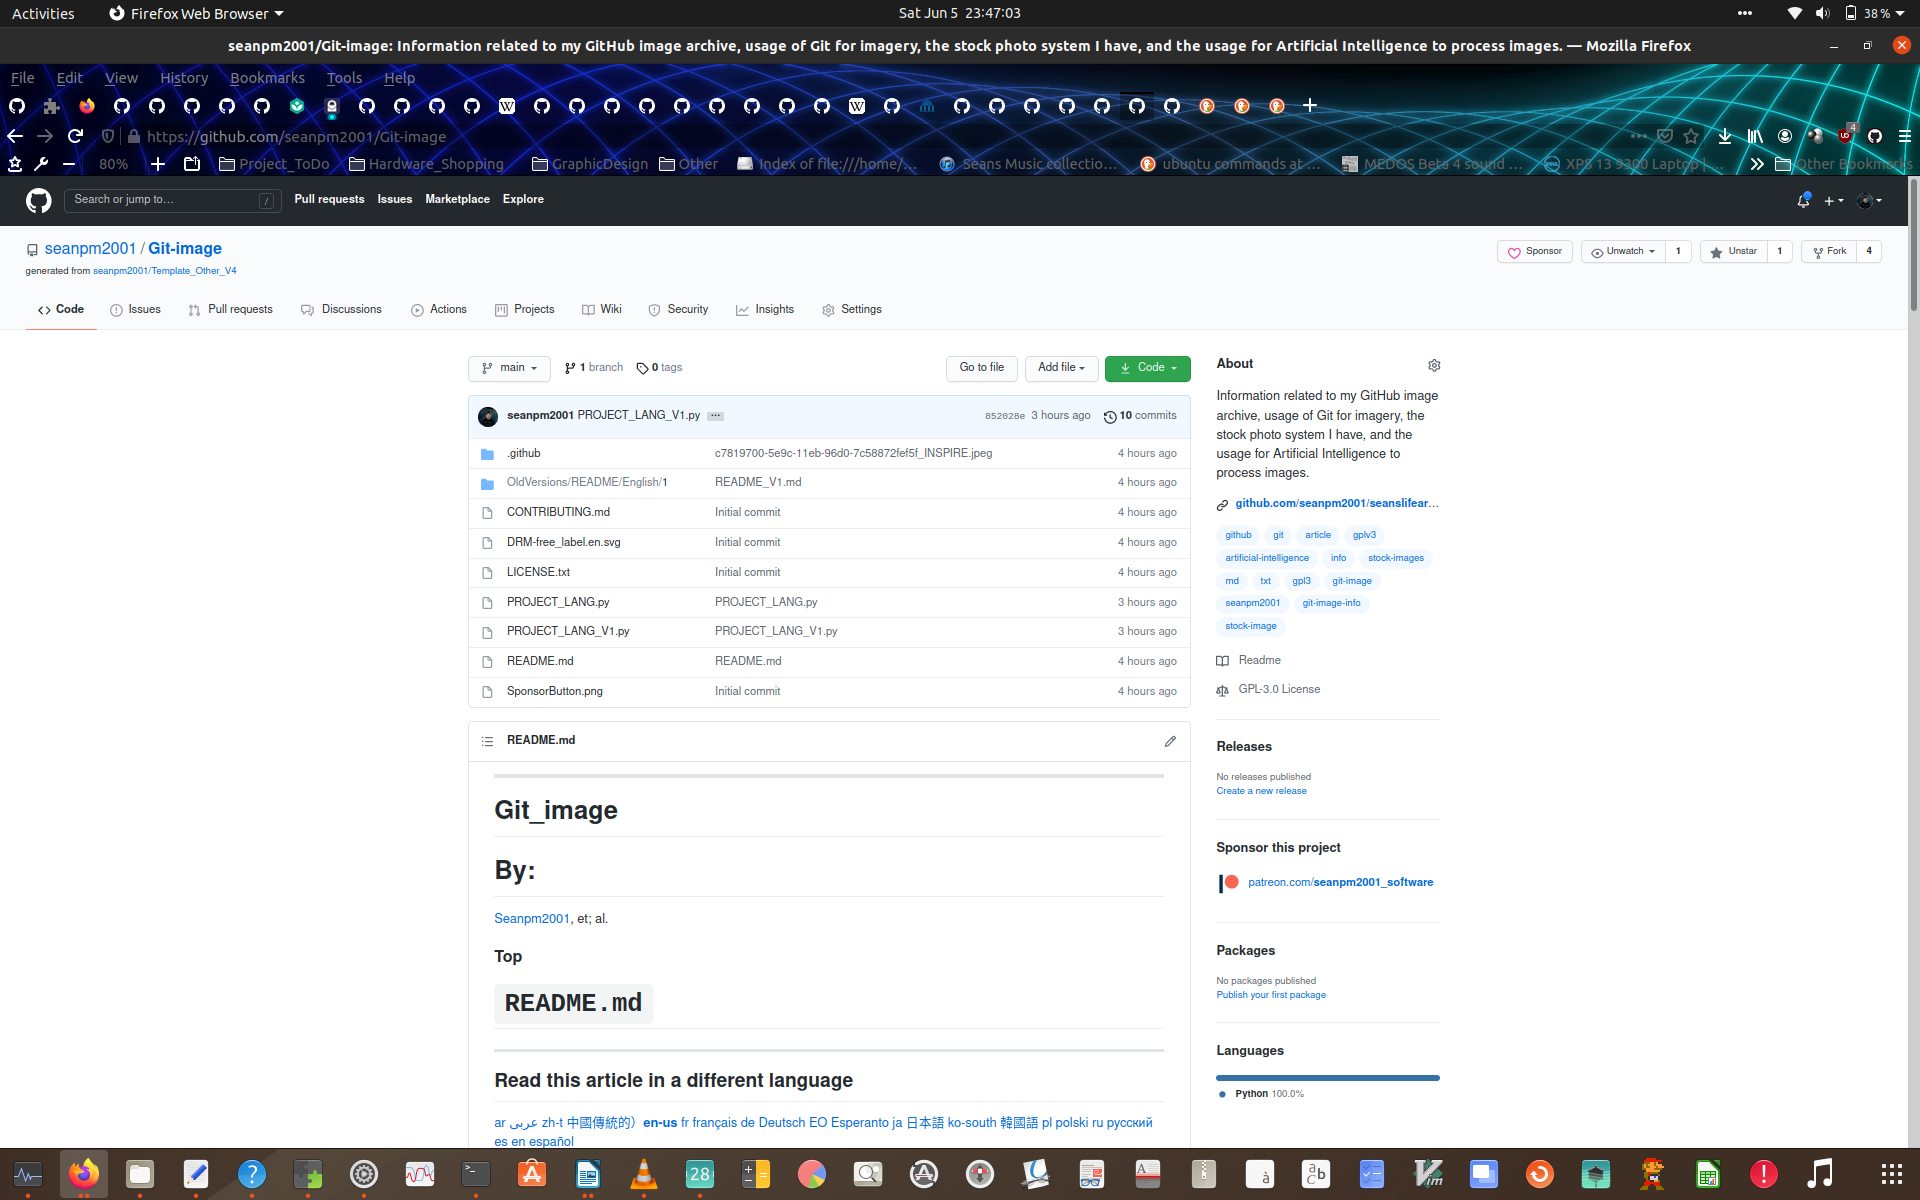 Activities Firefox Web Browser Sat Jun 5 23:47:03 38 %
seanpm2001/Git-image: Information related to my GitHub image archive, usage of Git for imagery, the stock photo system I have, and the usage for Artificial Intelligence to process images. — Mozilla Firefox
File Edit View History Bookmarks Tools Help
https://github.com/seanpm2001/Git-image 4
80% Project_ToDo Hardware_Shopping GraphicDesign Other Index of file:///home/... Seans Music collectio... ubuntu commands at ... MEDOS Beta 4 sound ... XPS 13 9300 Laptop | ... Other Bookmarks
Search or jump to... / Pull requests Issues Marketplace Explore
seanpm2001 / Git-image Sponsor Unwatch 1 Unstar 1 Fork 4
generated from seanpm2001/Template_Other_V4
Code Issues Pull requests Discussions Actions Projects Wiki Security Insights Settings
main 1 branch 0 tags Go to file Add file Code
seanpm2001 PROJECT_LANG_V1.py ... 852028e 3 hours ago 10 commits
.github c7819700-5e9c-11eb-96d0-7c58872fef5f_INSPIRE.jpeg 4 hours ago
OldVersions/README/English/1 README_V1.md 4 hours ago
CONTRIBUTING.md Initial commit 4 hours ago
DRM-free_label.en.svg Initial commit 4 hours ago
LICENSE.txt Initial commit 4 hours ago
PROJECT_LANG.py PROJECT_LANG.py 3 hours ago
PROJECT_LANG_V1.py PROJECT_LANG_V1.py 3 hours ago
README.md README.md 4 hours ago
SponsorButton.png Initial commit 4 hours ago
README.md
Git_image
By:
Seanpm2001, et; al.
Top
README.md
Read this article in a different language
ar عربى zh-t 中國傳統的）en-us fr français de Deutsch EO Esperanto ja 日本語 ko-south 韓國語 pl polski ru русский
es en español
About
Information related to my GitHub image
archive, usage of Git for imagery, the
stock photo system I have, and the
usage for Artificial Intelligence to
process images.
github.com/seanpm2001/seanslifear...
github git article gplv3
artificial-intelligence info stock-images
md txt gpl3 git-image
seanpm2001 git-image-info
stock-image
Readme
GPL-3.0 License
Releases
No releases published
Create a new release
Sponsor this project
patreon.com/seanpm2001_software
Packages
No packages published
Publish your first package
Languages
Python 100.0%
28